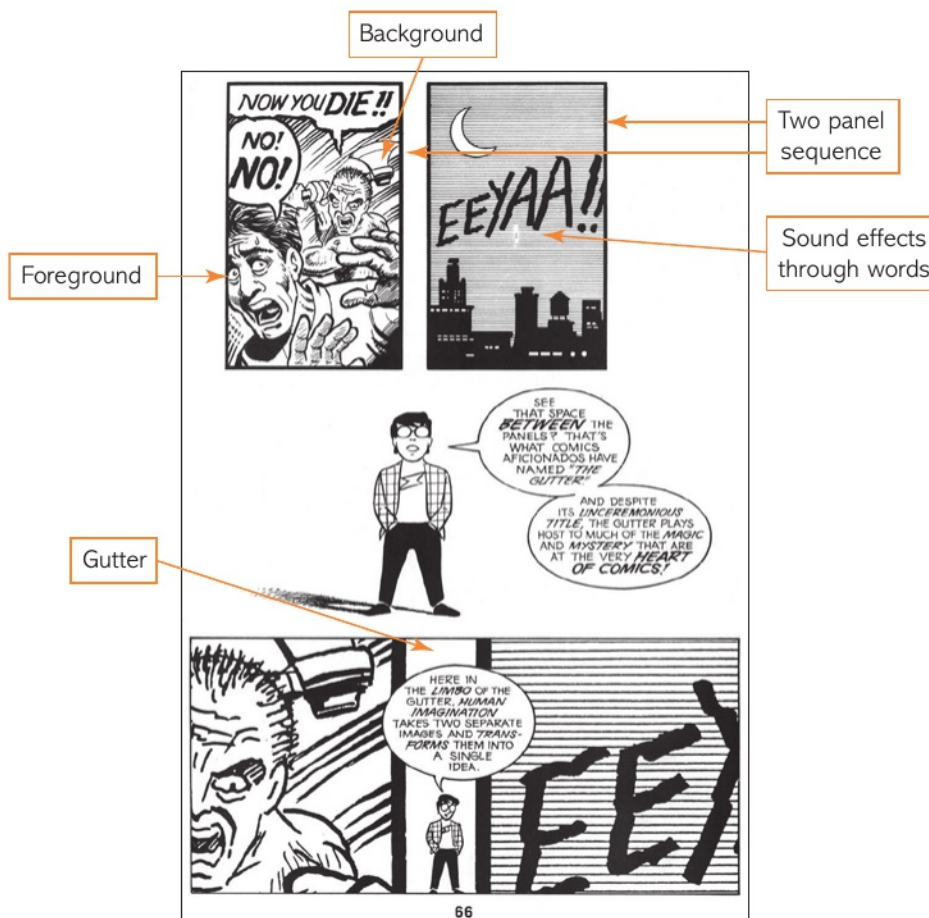 Background
NOW YOU DIE!!
NO!
NO!
EEYAA!!
Two panel
sequence
Sound effects
through words
Foreground
SEE
THAT SPACE
BETWEEN THE
PANELS? THAT'S
WHAT COMICS
AFICIONADOS HAVE
NAMED "THE
GUTTER."
AND DESPITE
ITS UNCEREMONIOUS
TITLE, THE GUTTER PLAYS
HOST TO MUCH OF THE MAGIC
AND MYSTERY THAT ARE
AT THE VERY HEART
OF COMICS!
Gutter
HERE IN
THE LIMBO OF THE
GUTTER, HUMAN
IMAGINATION
TAKES TWO SEPARATE
IMAGES AND TRANS-
FORMS THEM INTO
A SINGLE
IDEA.
EEY
66